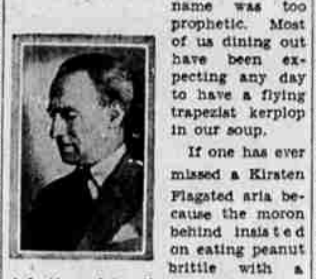 name was too
prophetic. Most
of us dining out
have been ex-
pecting any day
to have a flying
trapezist kerplop
in our soup.
If one has ever
missed a Kirsten
Flagsted aria be-
cause the moron
behind insisted
on eating peanut
brittle with a